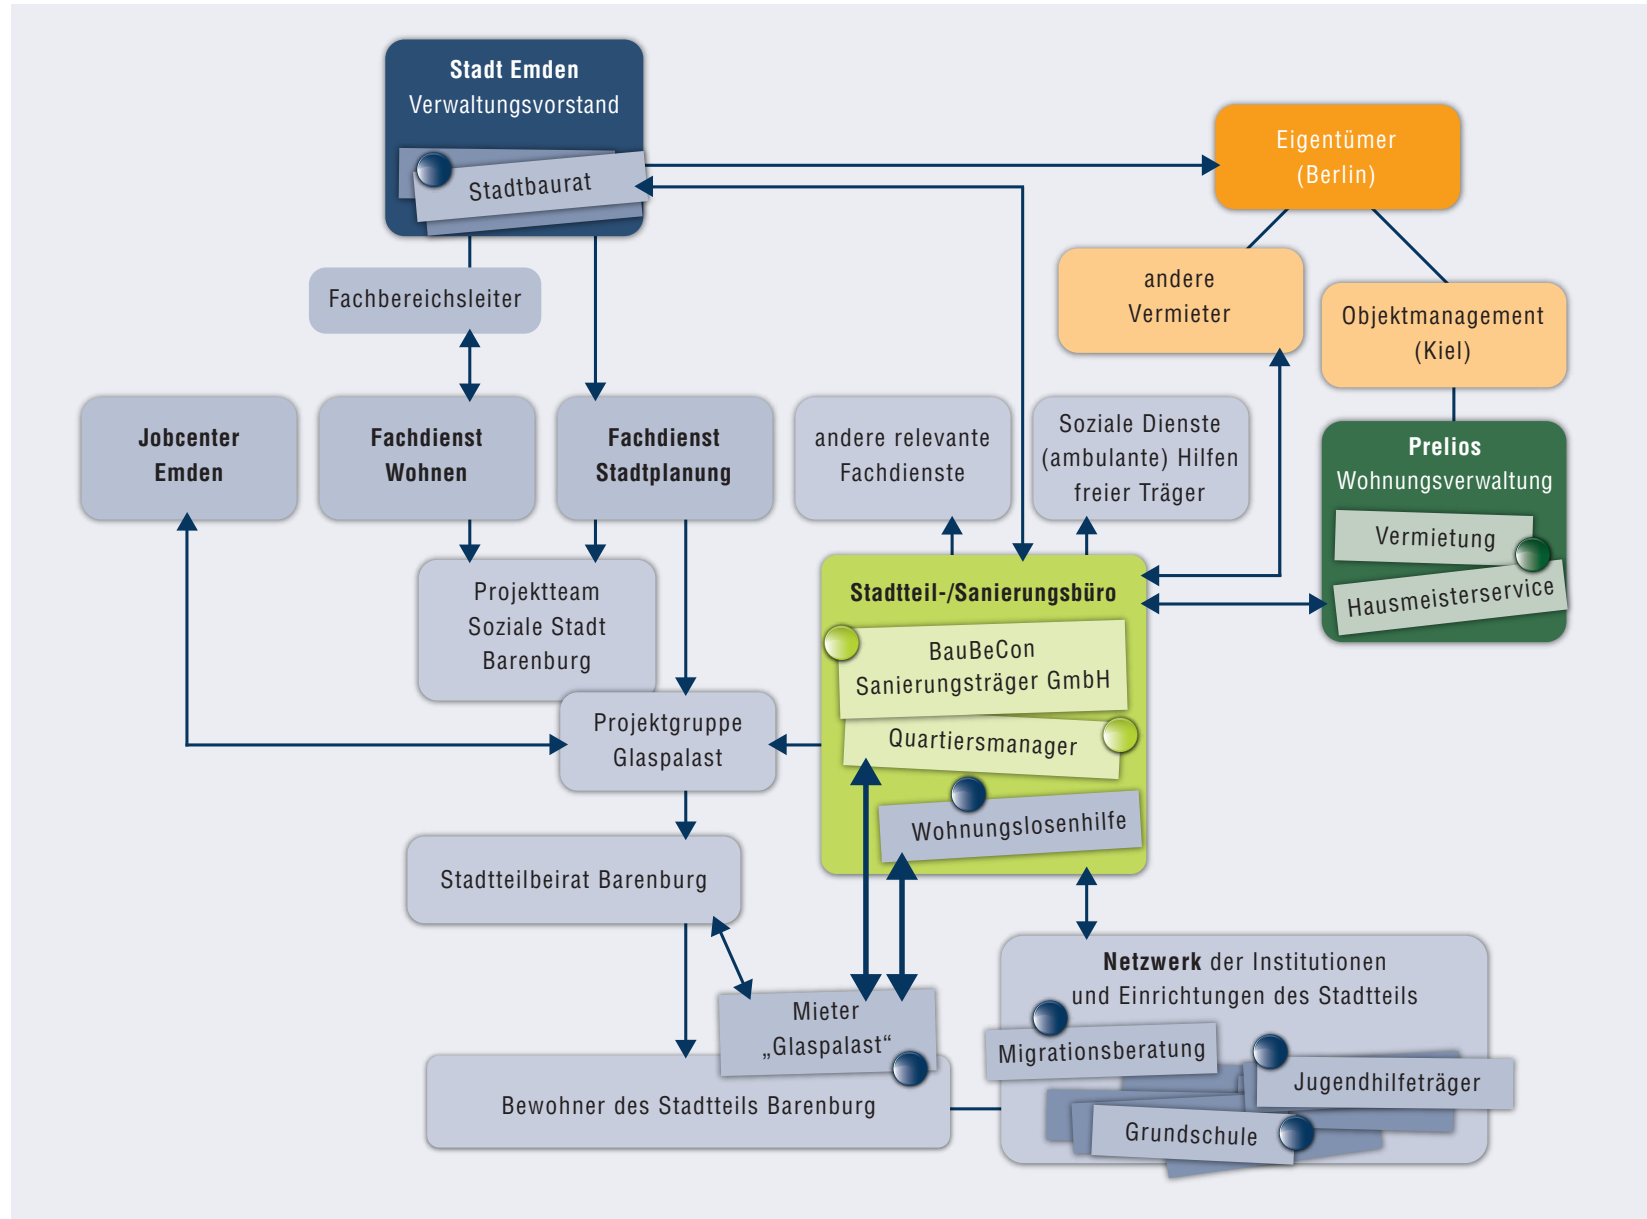 Stadt Emden
Verwaltungsvorstand
Stadtbaurat
Eigentümer
(Berlin)
Fachbereichsleiter
andere
Vermieter
Objektmanagement
(Kiel)
Jobcenter
Emden
Fachdienst
Wohnen
Fachdienst
Stadtplanung
andere relevante
Fachdienste
Soziale Dienste
(ambulante) Hilfen
freier Träger
Prelios
Wohnungsverwaltung
Vermietung
Hausmeisterservice
Projektteam
Soziale Stadt
Barenburg
Stadtteil-/Sanierungsbüro
BauBeCon
Sanierungsträger GmbH
Quartiersmanager
Wohnungslosenhilfe
Projektgruppe
Glaspalast
Stadtteilbeirat Barenburg
Mieter
„Glaspalast“
Bewohner des Stadtteils Barenburg
Netzwerk der Institutionen
und Einrichtungen des Stadtteils
Migrationsberatung
Jugendhilfeträger
Grundschule